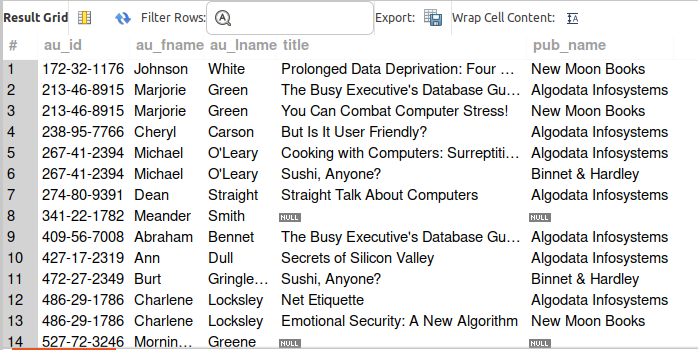 Result Grid Filter Rows: Export: Wrap Cell Content: IA
# au_id au_fname au_lname title pub_name
1 172-32-1176 Johnson White Prolonged Data Deprivation: Four … New Moon Books
2 213-46-8915 Marjorie Green The Busy Executive's Database Gu… Algodata Infosystems
3 213-46-8915 Marjorie Green You Can Combat Computer Stress! New Moon Books
4 238-95-7766 Cheryl Carson But Is It User Friendly? Algodata Infosystems
5 267-41-2394 Michael O'Leary Cooking with Computers: Surreptiti… Algodata Infosystems
6 267-41-2394 Michael O'Leary Sushi, Anyone? Binnet & Hardley
7 274-80-9391 Dean Straight Straight Talk About Computers Algodata Infosystems
8 341-22-1782 Meander Smith NULL NULL
9 409-56-7008 Abraham Bennet The Busy Executive's Database Gu… Algodata Infosystems
10 427-17-2319 Ann Dull Secrets of Silicon Valley Algodata Infosystems
11 472-27-2349 Burt Gringle… Sushi, Anyone? Binnet & Hardley
12 486-29-1786 Charlene Locksley Net Etiquette Algodata Infosystems
13 486-29-1786 Charlene Locksley Emotional Security: A New Algorithm New Moon Books
14 527-72-3246 Mornin… Greene NULL NULL